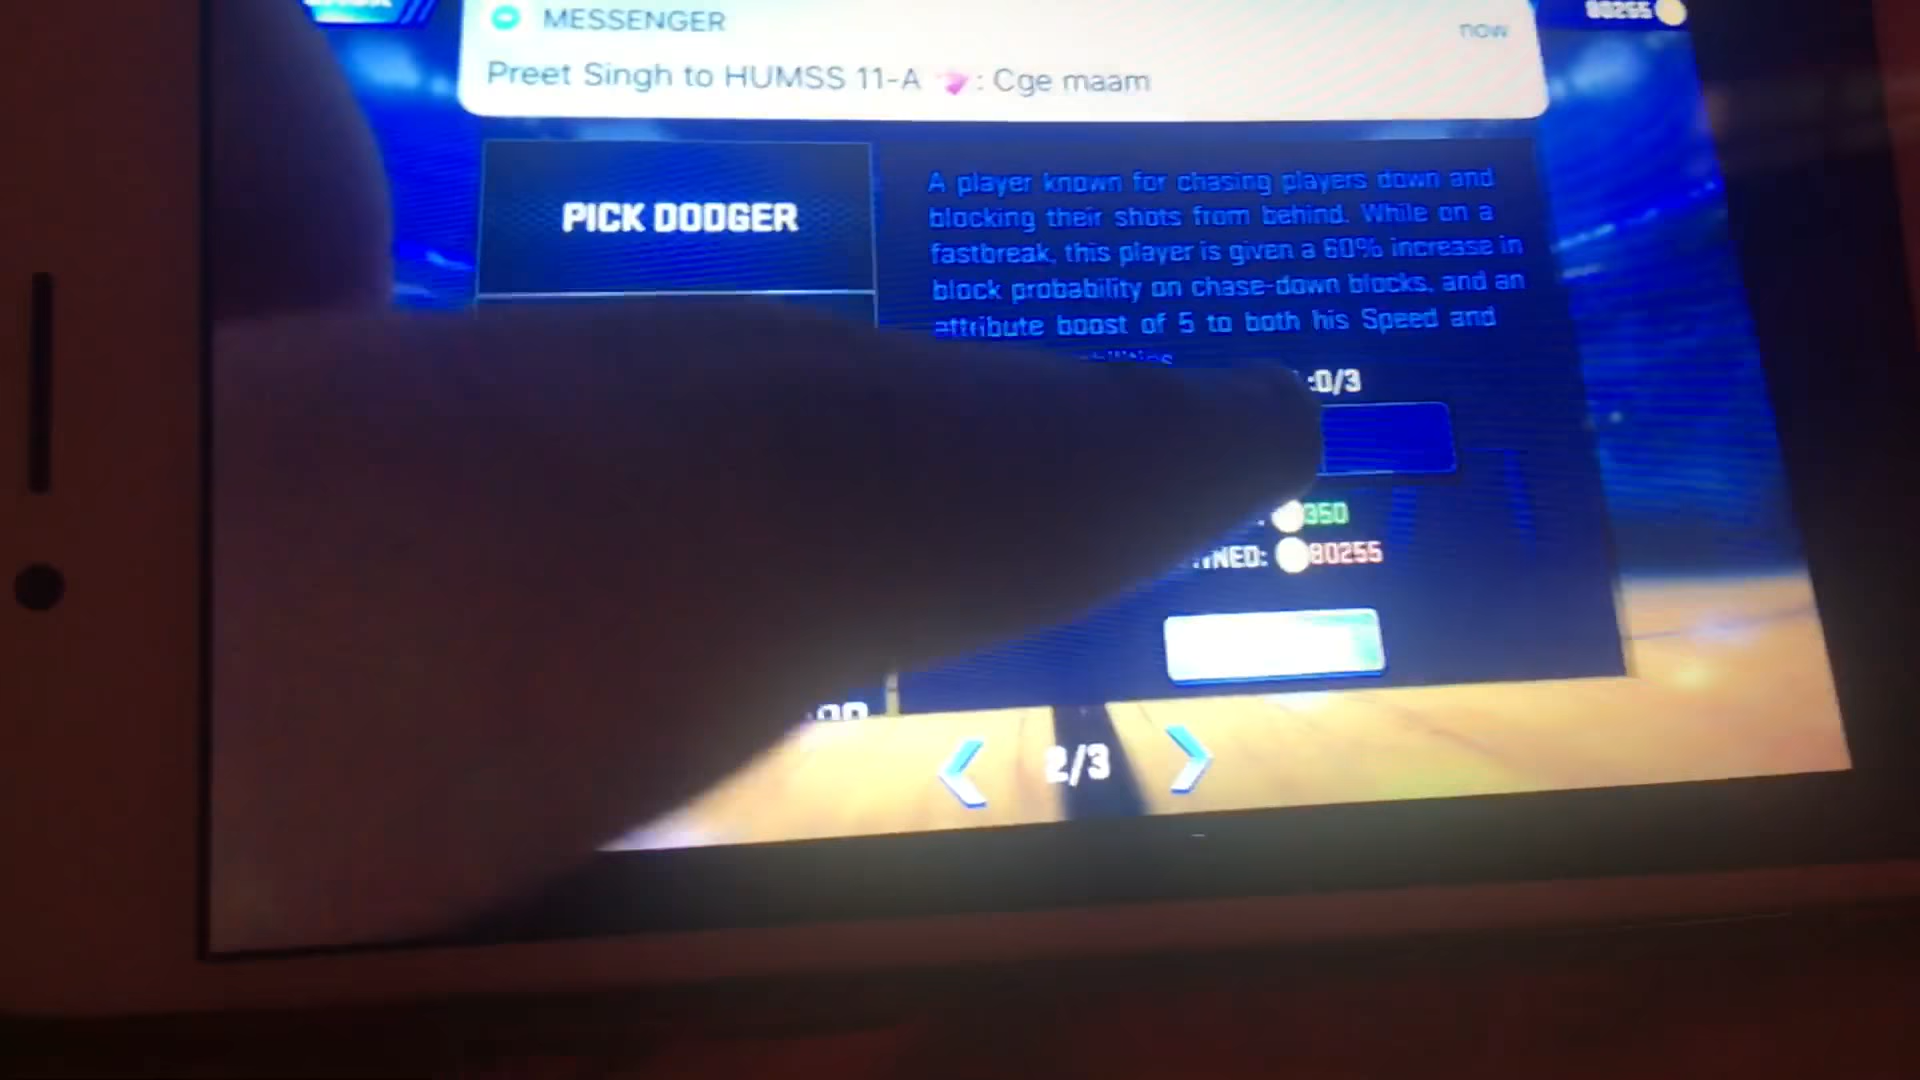 80255
MESSENGER
now
Preet Singh to HUMSS 11-A : Cge maam
PICK DODGER
A player known for chasing players down and
blocking their shots from behind. While on a
fastbreak, this player is given a 60% increase in
block probability on chase-down blocks, and an
attribute boost of 5 to both his Speed and
:0/3
350
80255
2/3